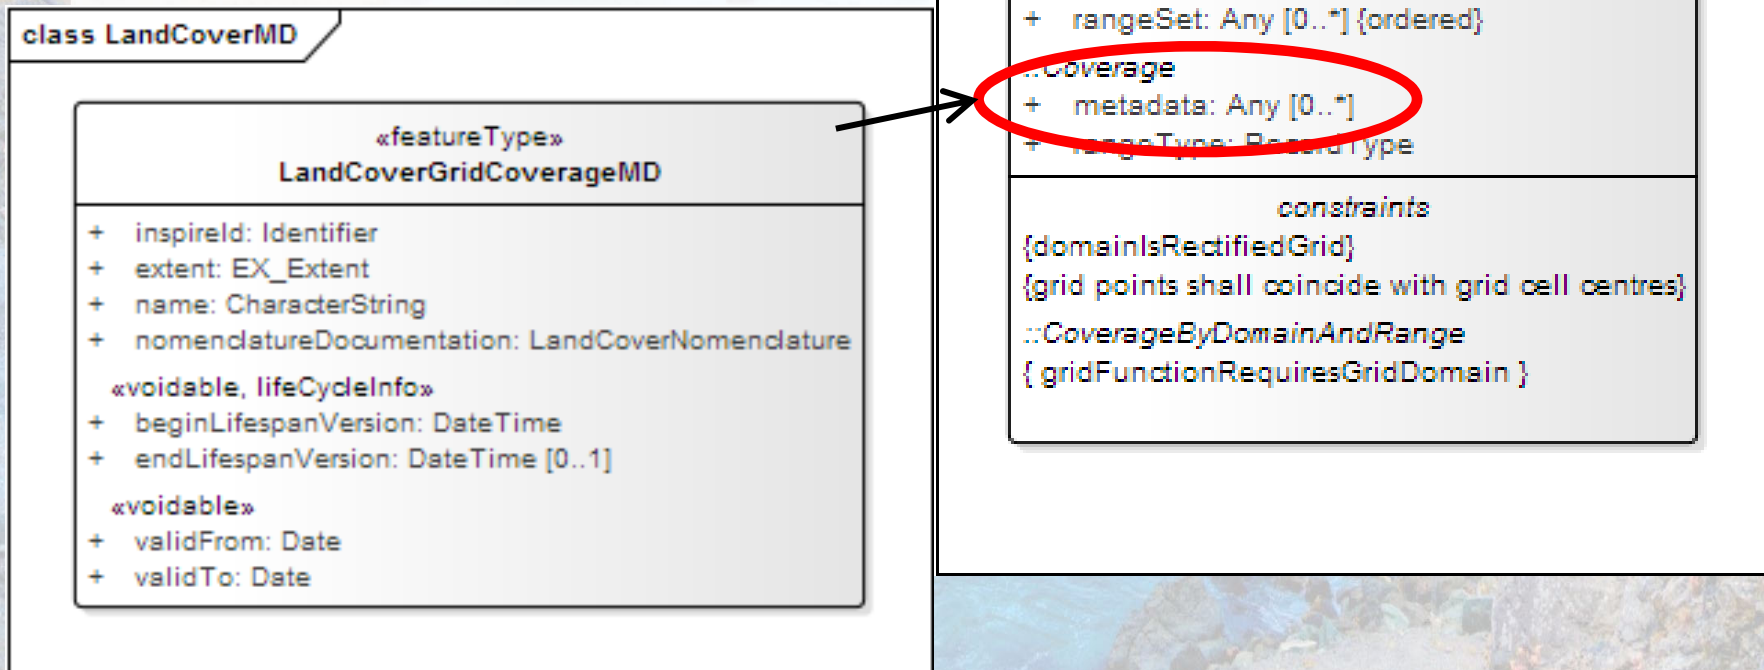 class LandCoverMD
«featureType»
LandCoverGridCoverageMD
+ inspireId: Identifier
+ extent: EX_Extent
+ name: CharacterString
+ nomenclatureDocumentation: LandCoverNomenclature
«voidable, lifeCycleInfo»
+ beginLifespanVersion: DateTime
+ endLifespanVersion: DateTime [0..1]
«voidable»
+ validFrom: Date
+ validTo: Date
+ rangeSet: Any [0..*] {ordered}
::Coverage
+ metadata: Any [0..*]
+ rangeType: RecordType
constraints
{domainIsRectifiedGrid}
{grid points shall coincide with grid cell centres}
::CoverageByDomainAndRange
{ gridFunctionRequiresGridDomain }